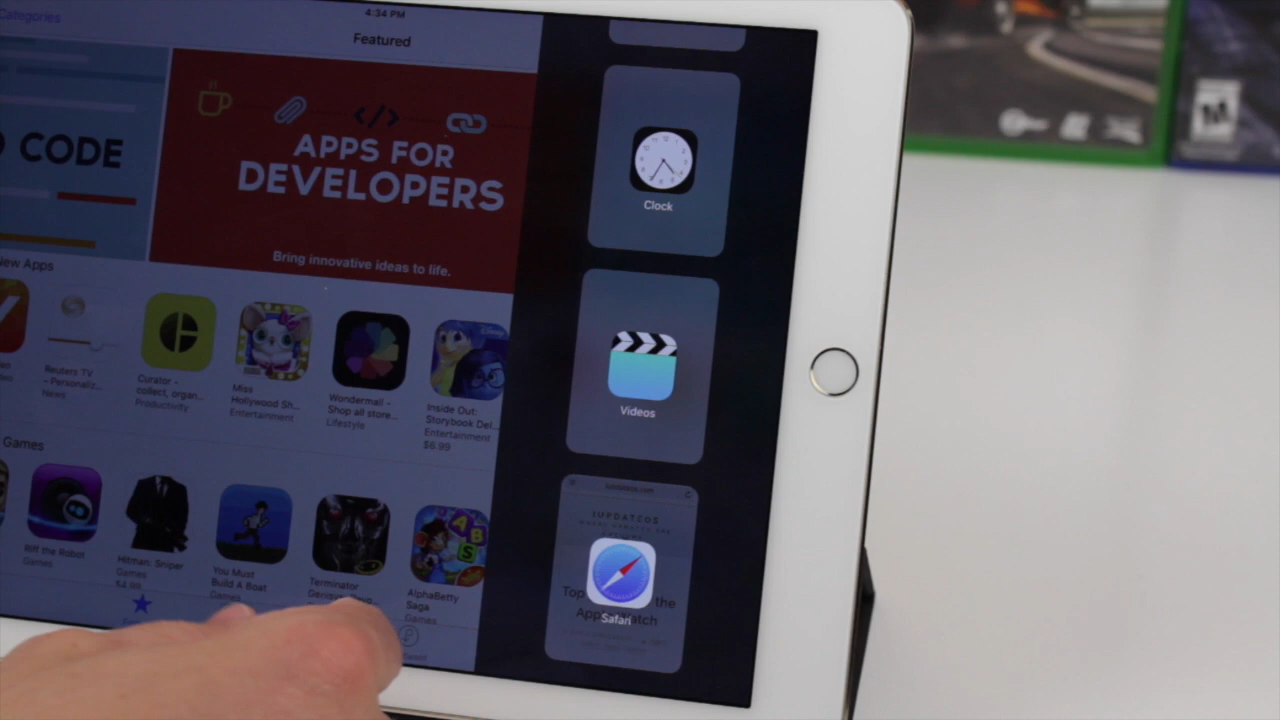 Categories
4:34 PM
Featured
CODE
APPS FOR
DEVELOPERS
Bring innovative ideas to life.
New Apps
Reuters TV
– Personaliz...
News
Curator -
collect, organ...
Productivity
Miss
Hollywood Sh...
Entertainment
Wondermall -
Shop all store...
Lifestyle
Disney
Inside Out:
Storybook Del...
Entertainment
$6.99
Games
Riff the Robot
Games
Hitman: Sniper
Games
$4.99
You Must
Build A Boat
Games
Terminator
A
B
S
AlphaBetty
Saga
Games
Clock
Videos
IUPDATEOS
Safari
M